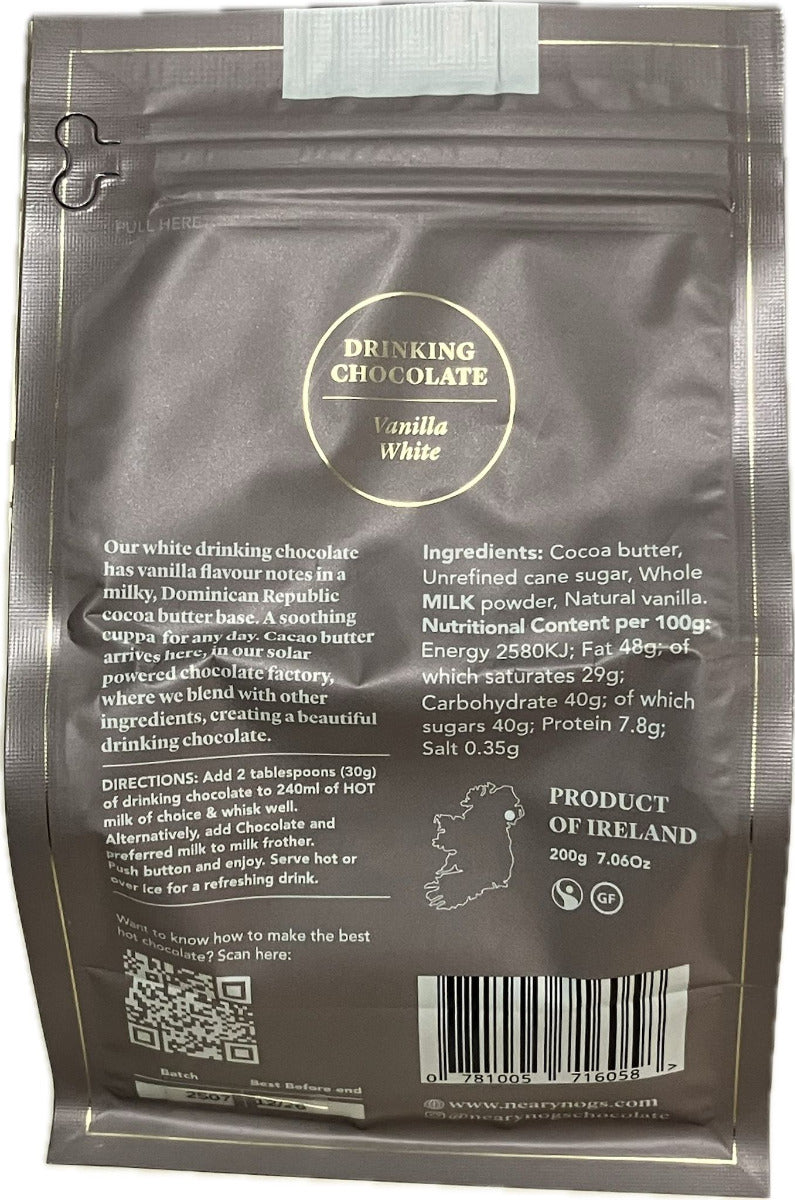 PULL HERE
DRINKING
CHOCOLATE
Vanilla
White
Our white drinking chocolate
has vanilla flavour notes in a
milky, Dominican Republic
cocoa butter base. A soothing
cuppa for any day. Cacao butter
arrives here, in our solar
powered chocolate factory,
where we blend with other
ingredients, creating a beautiful
drinking chocolate.
DIRECTIONS: Add 2 tablespoons (30g)
of drinking chocolate to 240ml of HOT
milk of choice & whisk well.
Alternatively, add Chocolate and
preferred milk to milk frother.
Push button and enjoy. Serve hot or
over ice for a refreshing drink.
Want to know how to make the best
hot chocolate? Scan here:
Batch Best Before end
2507 12/26
Ingredients: Cocoa butter,
Unrefined cane sugar, Whole
MILK powder, Natural vanilla.
Nutritional Content per 100g:
Energy 2580KJ; Fat 48g; of
which saturates 29g;
Carbohydrate 40g; of which
sugars 40g; Protein 7.8g;
Salt 0.35g
PRODUCT
OF IRELAND
200g 7.06Oz
GF
0 781005 716058 >
www.nearynogs.com
@nearynogschocolate